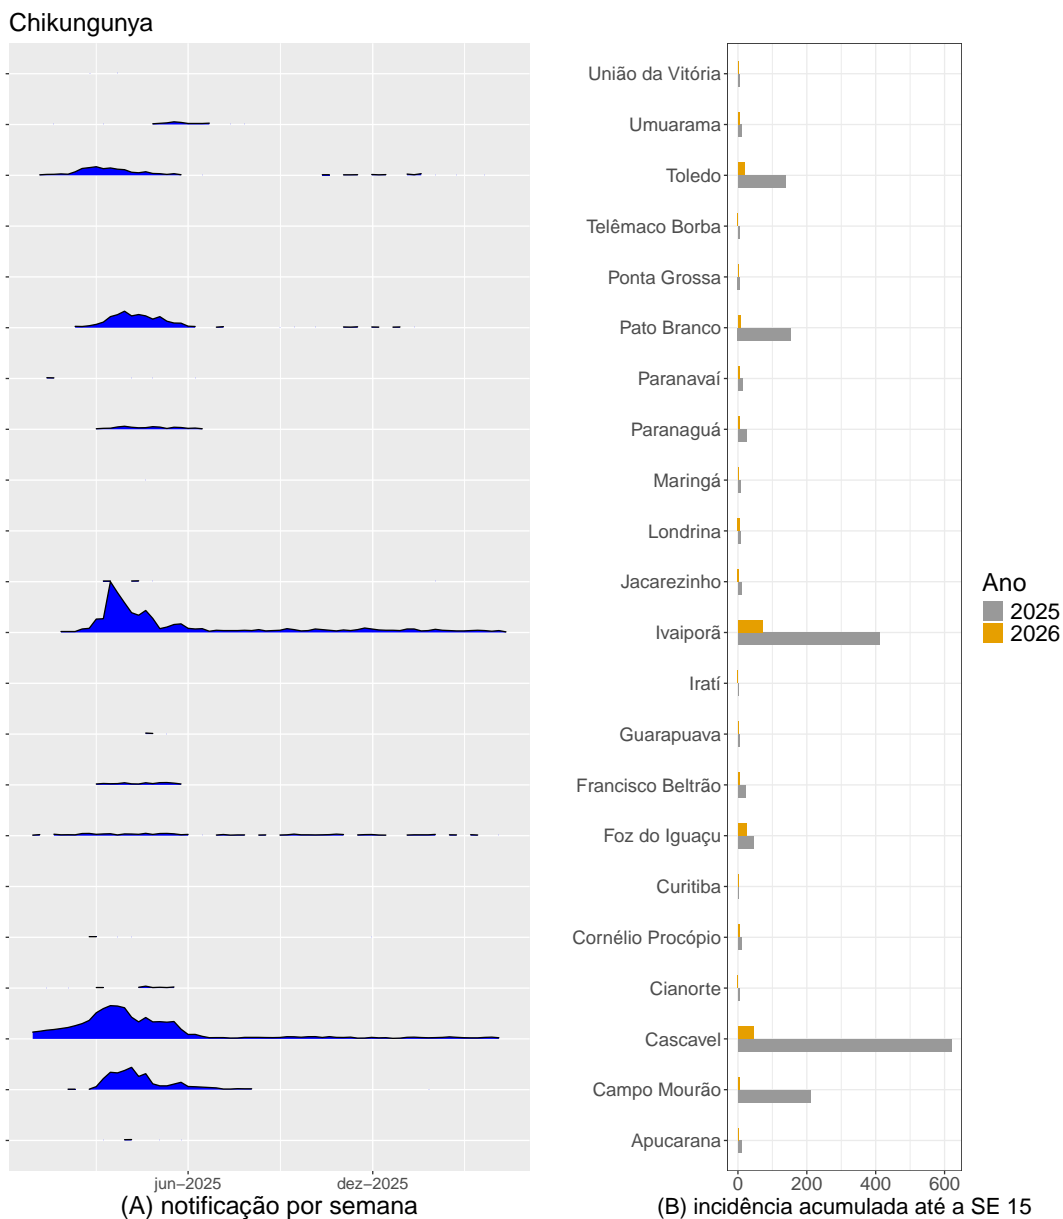 Chikungunya
União da Vitória
Umuarama
Toledo
Telêmaco Borba
Ponta Grossa
Pato Branco
Paranavaí
Paranaguá
Maringá
Londrina
Jacarezinho
Ivaiporã
Iratí
Guarapuava
Francisco Beltrão
Foz do Iguaçu
Curitiba
Cornélio Procópio
Cianorte
Cascavel
Campo Mourão
Apucarana
Ano
2025
2026
jun−2025 dez−2025
0 200 400 600
(A) notificação por semana
(B) incidência acumulada até a SE 15